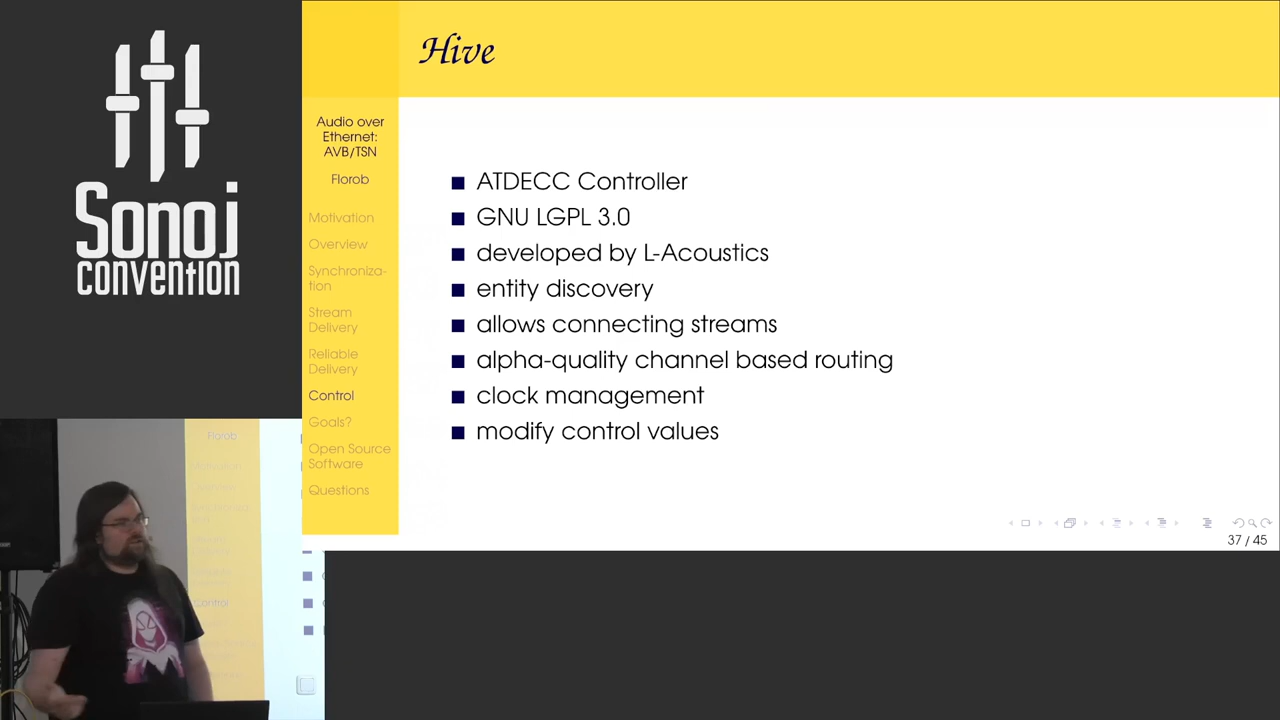 Sonoj
convention
Hive
Audio over
Ethernet:
AVB/TSN
Florob
Motivation
Overview
Synchroniza-
tion
Stream
Delivery
Reliable
Delivery
Control
Goals?
Open Source
Software
Questions
ATDECC Controller
GNU LGPL 3.0
developed by L-Acoustics
entity discovery
allows connecting streams
alpha-quality channel based routing
clock management
modify control values
37 / 45
Florob
Control